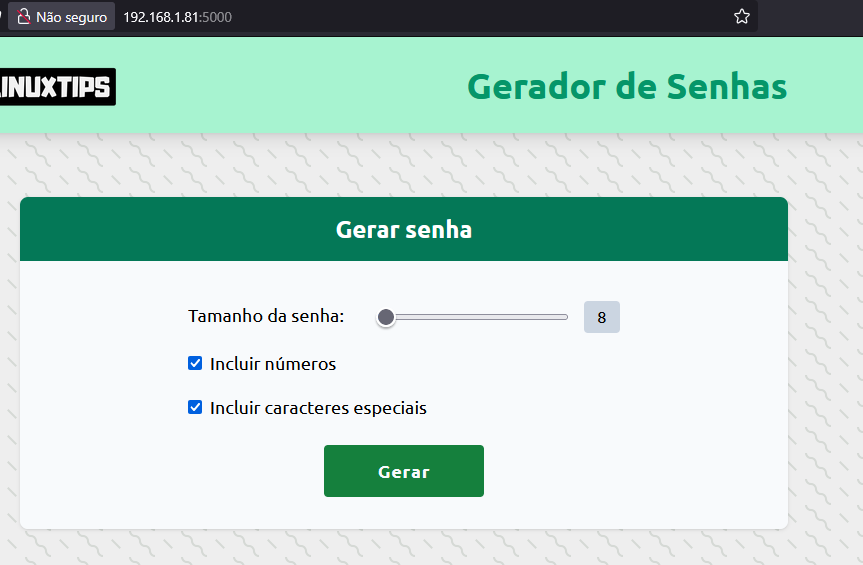 Não seguro 192.168.1.81:5000
INUXTIPS
Gerador de Senhas
Gerar senha
Tamanho da senha: 8
Incluir números
Incluir caracteres especiais
Gerar